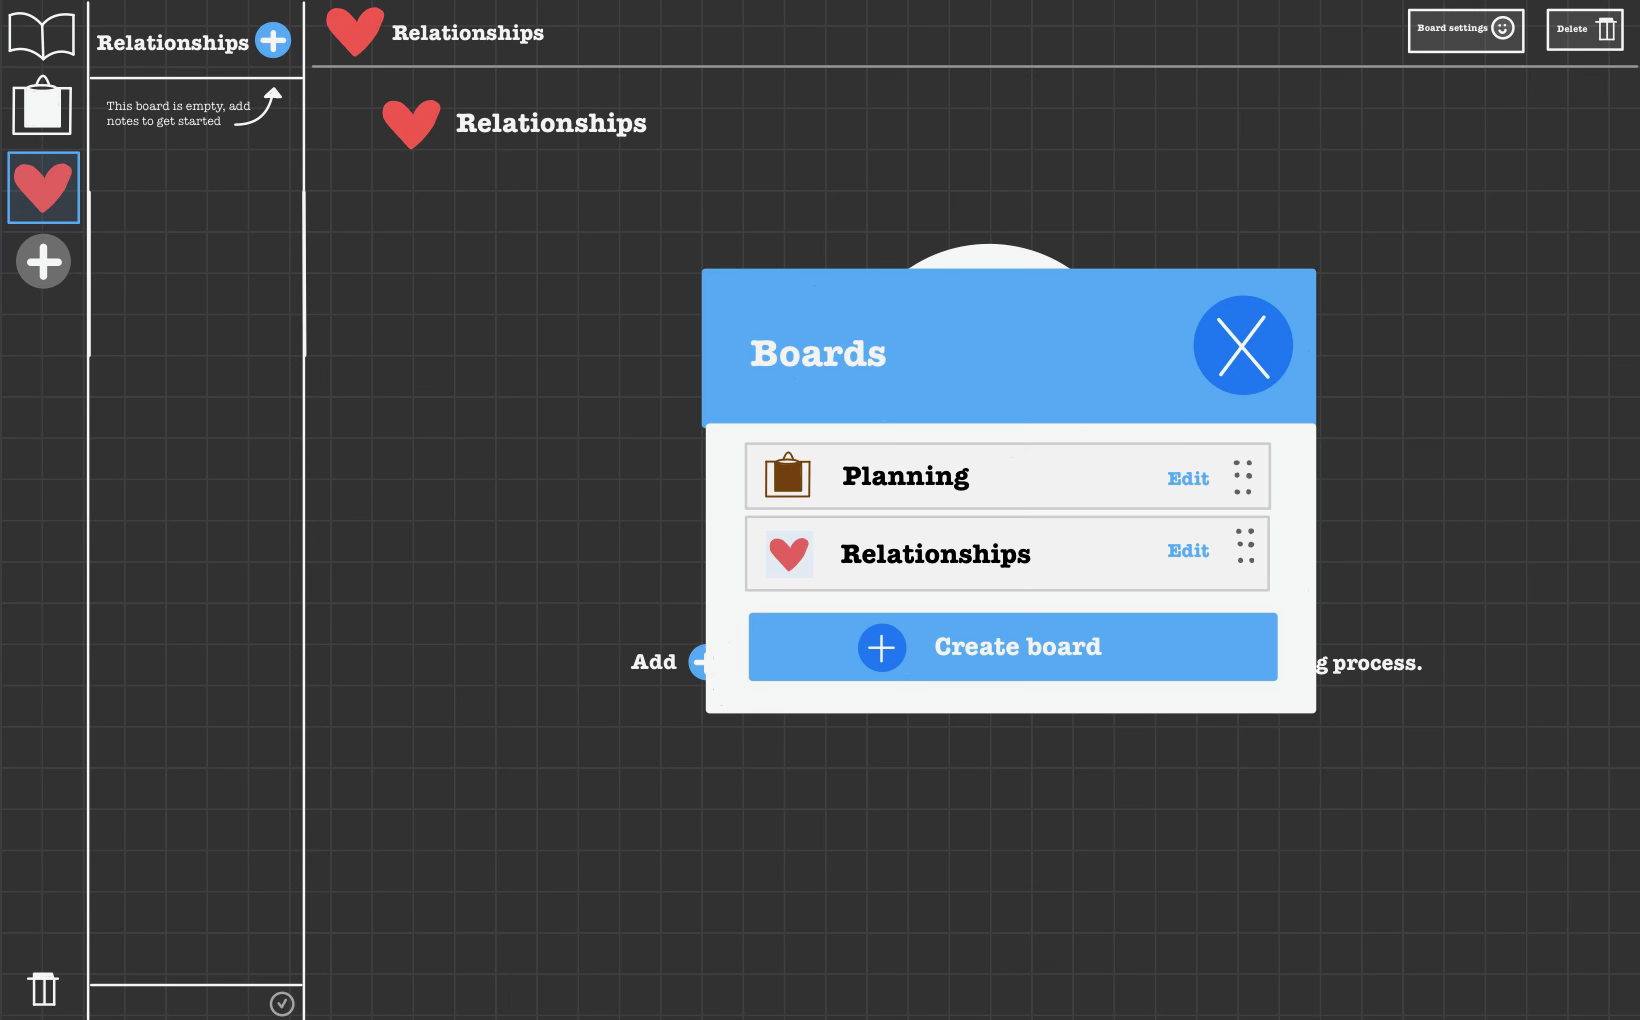 Relationships
Relationships
Board settings
Delete
This board is empty, add
notes to get started
Relationships
Boards
Planning
Edit
Relationships
Edit
Create board
Add
g process.